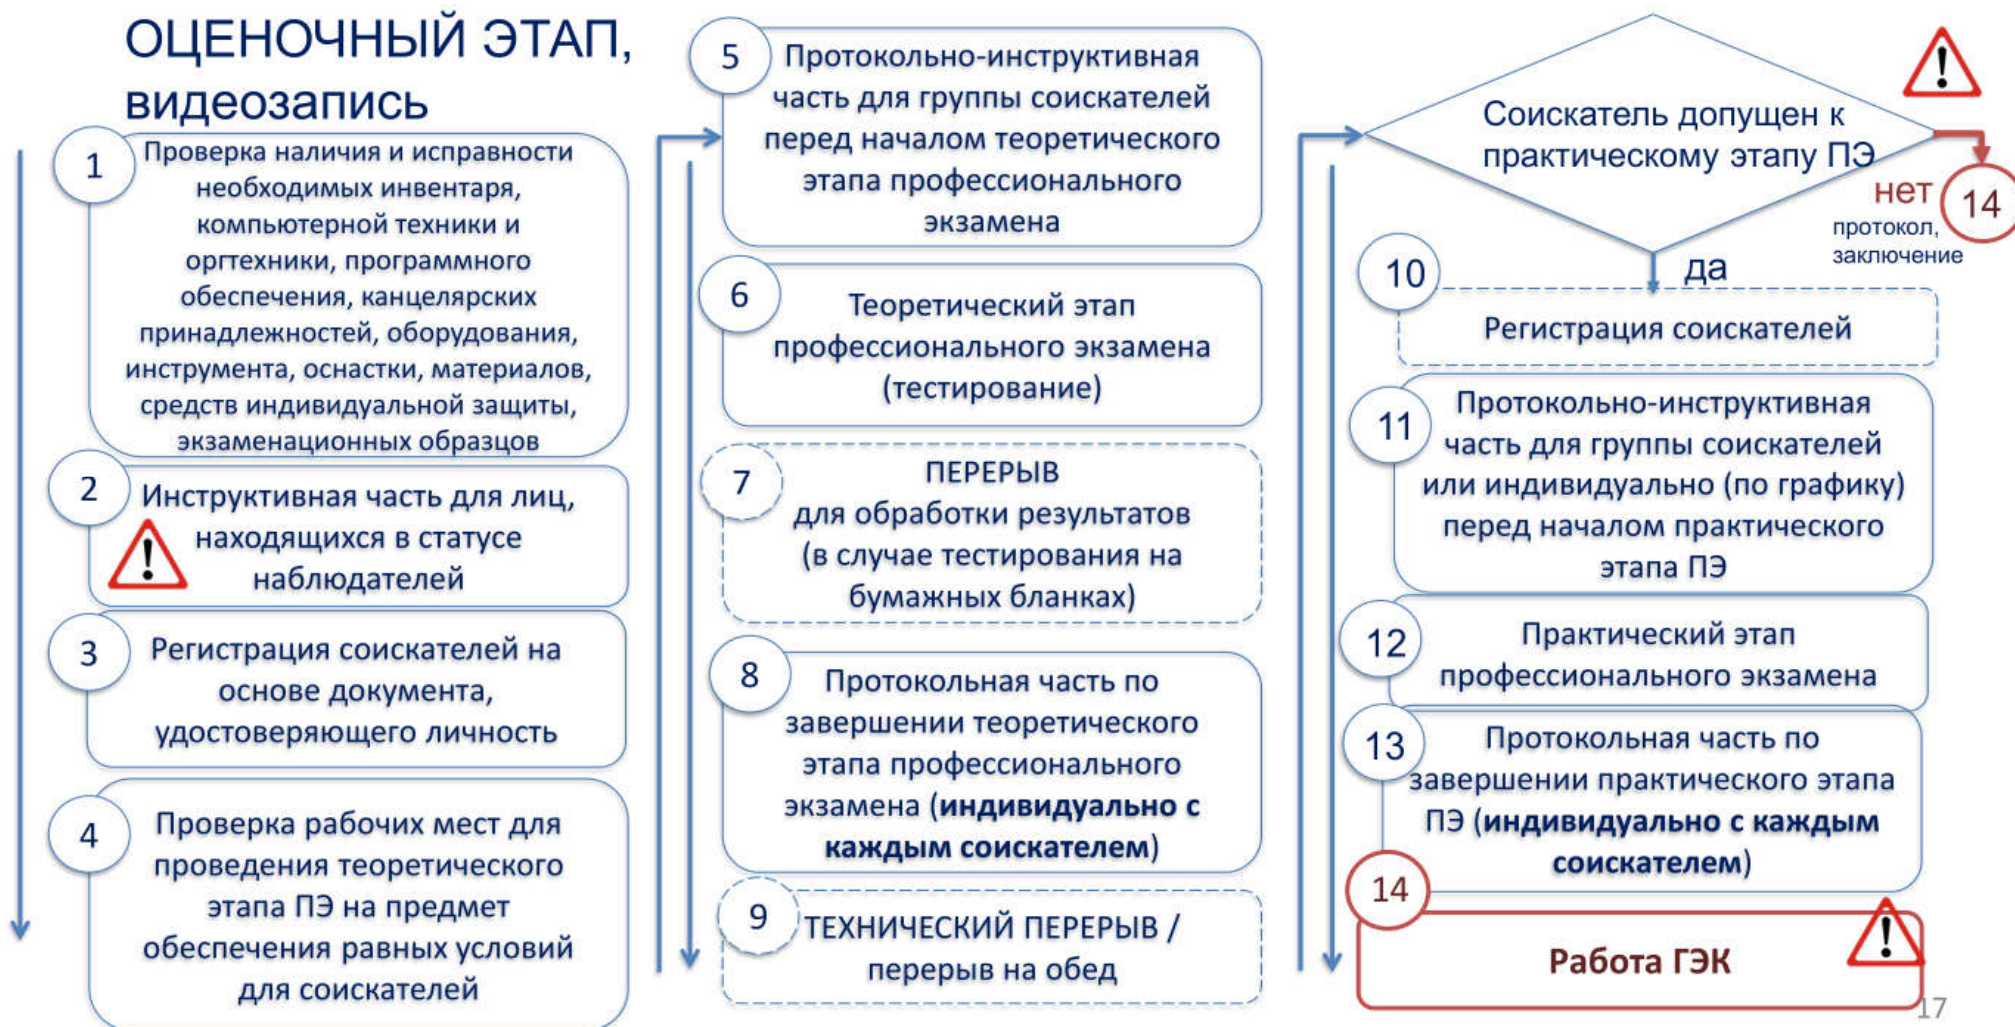 ОЦЕНОЧНЫЙ ЭТАП,
видеозапись
1
Проверка наличия и исправности
необходимых инвентаря,
компьютерной техники и
оргтехники, программного
обеспечения, канцелярских
принадлежностей, оборудования,
инструмента, оснастки, материалов,
средств индивидуальной защиты,
экзаменационных образцов
2
Инструктивная часть для лиц,
находящихся в статусе
наблюдателей
3
Регистрация соискателей на
основе документа,
удостоверяющего личность
4
Проверка рабочих мест для
проведения теоретического
этапа ПЭ на предмет
обеспечения равных условий
для соискателей
5
Протокольно-инструктивная
часть для группы соискателей
перед началом теоретического
этапа профессионального
экзамена
6
Теоретический этап
профессионального экзамена
(тестирование)
7
ПЕРЕРЫВ
для обработки результатов
(в случае тестирования на
бумажных бланках)
8
Протокольная часть по
завершении теоретического
этапа профессионального
экзамена (индивидуально с
каждым соискателем)
9
ТЕХНИЧЕСКИЙ ПЕРЕРЫВ /
перерыв на обед
Соискатель допущен к
практическому этапу ПЭ
нет
14
протокол,
заключение
да
10
Регистрация соискателей
11
Протокольно-инструктивная
часть для группы соискателей
или индивидуально (по графику)
перед началом практического
этапа ПЭ
12
Практический этап
профессионального экзамена
13
Протокольная часть по
завершении практического этапа
ПЭ (индивидуально с каждым
соискателем)
14
Работа ГЭК
17